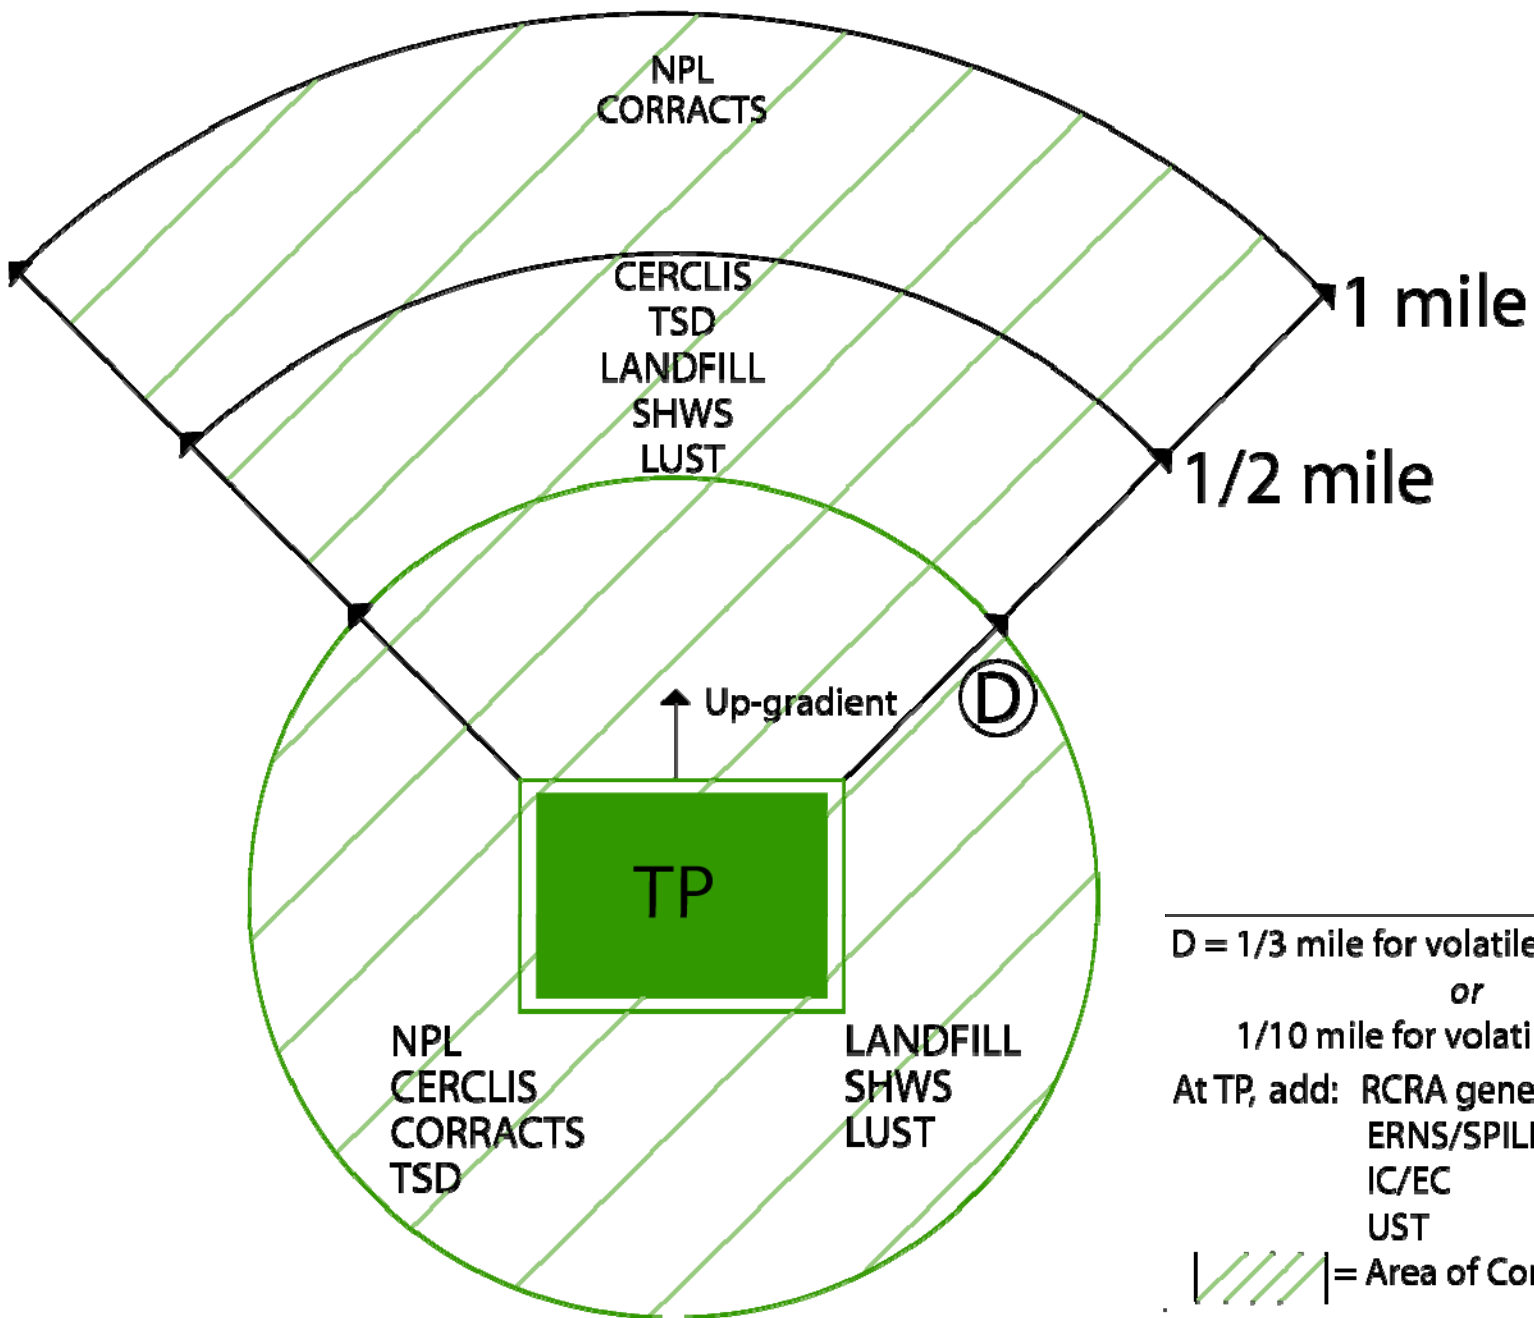 NPL
CORRACTS
CERCLIS
TSD
LANDFILL
SHWS
LUST
1 mile
1/2 mile
Up-gradient
D
TP
NPL
CERCLIS
CORRACTS
TSD
LANDFILL
SHWS
LUST
D = 1/3 mile for volatile
or
1/10 mile for volati
At TP, add: RCRA gene
ERNS/SPILL
IC/EC
UST
= Area of Con